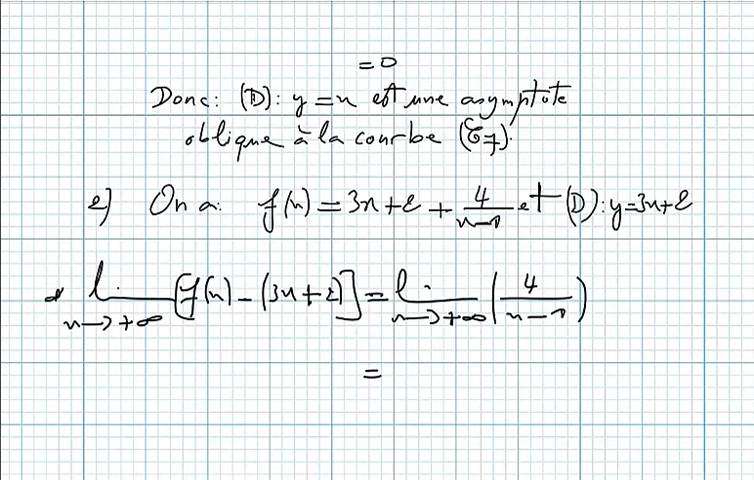 = 0
Donc: (D): y = x est une asymptote
oblique à la courbe (Cf).
2) On a: f(x) = 3x + 2 + 4/(x-1) et (D): y = 3x + 2
* lim x→+∞ [f(x) - (3x + 2)] = lim x→+∞ (4/(x-1))
=